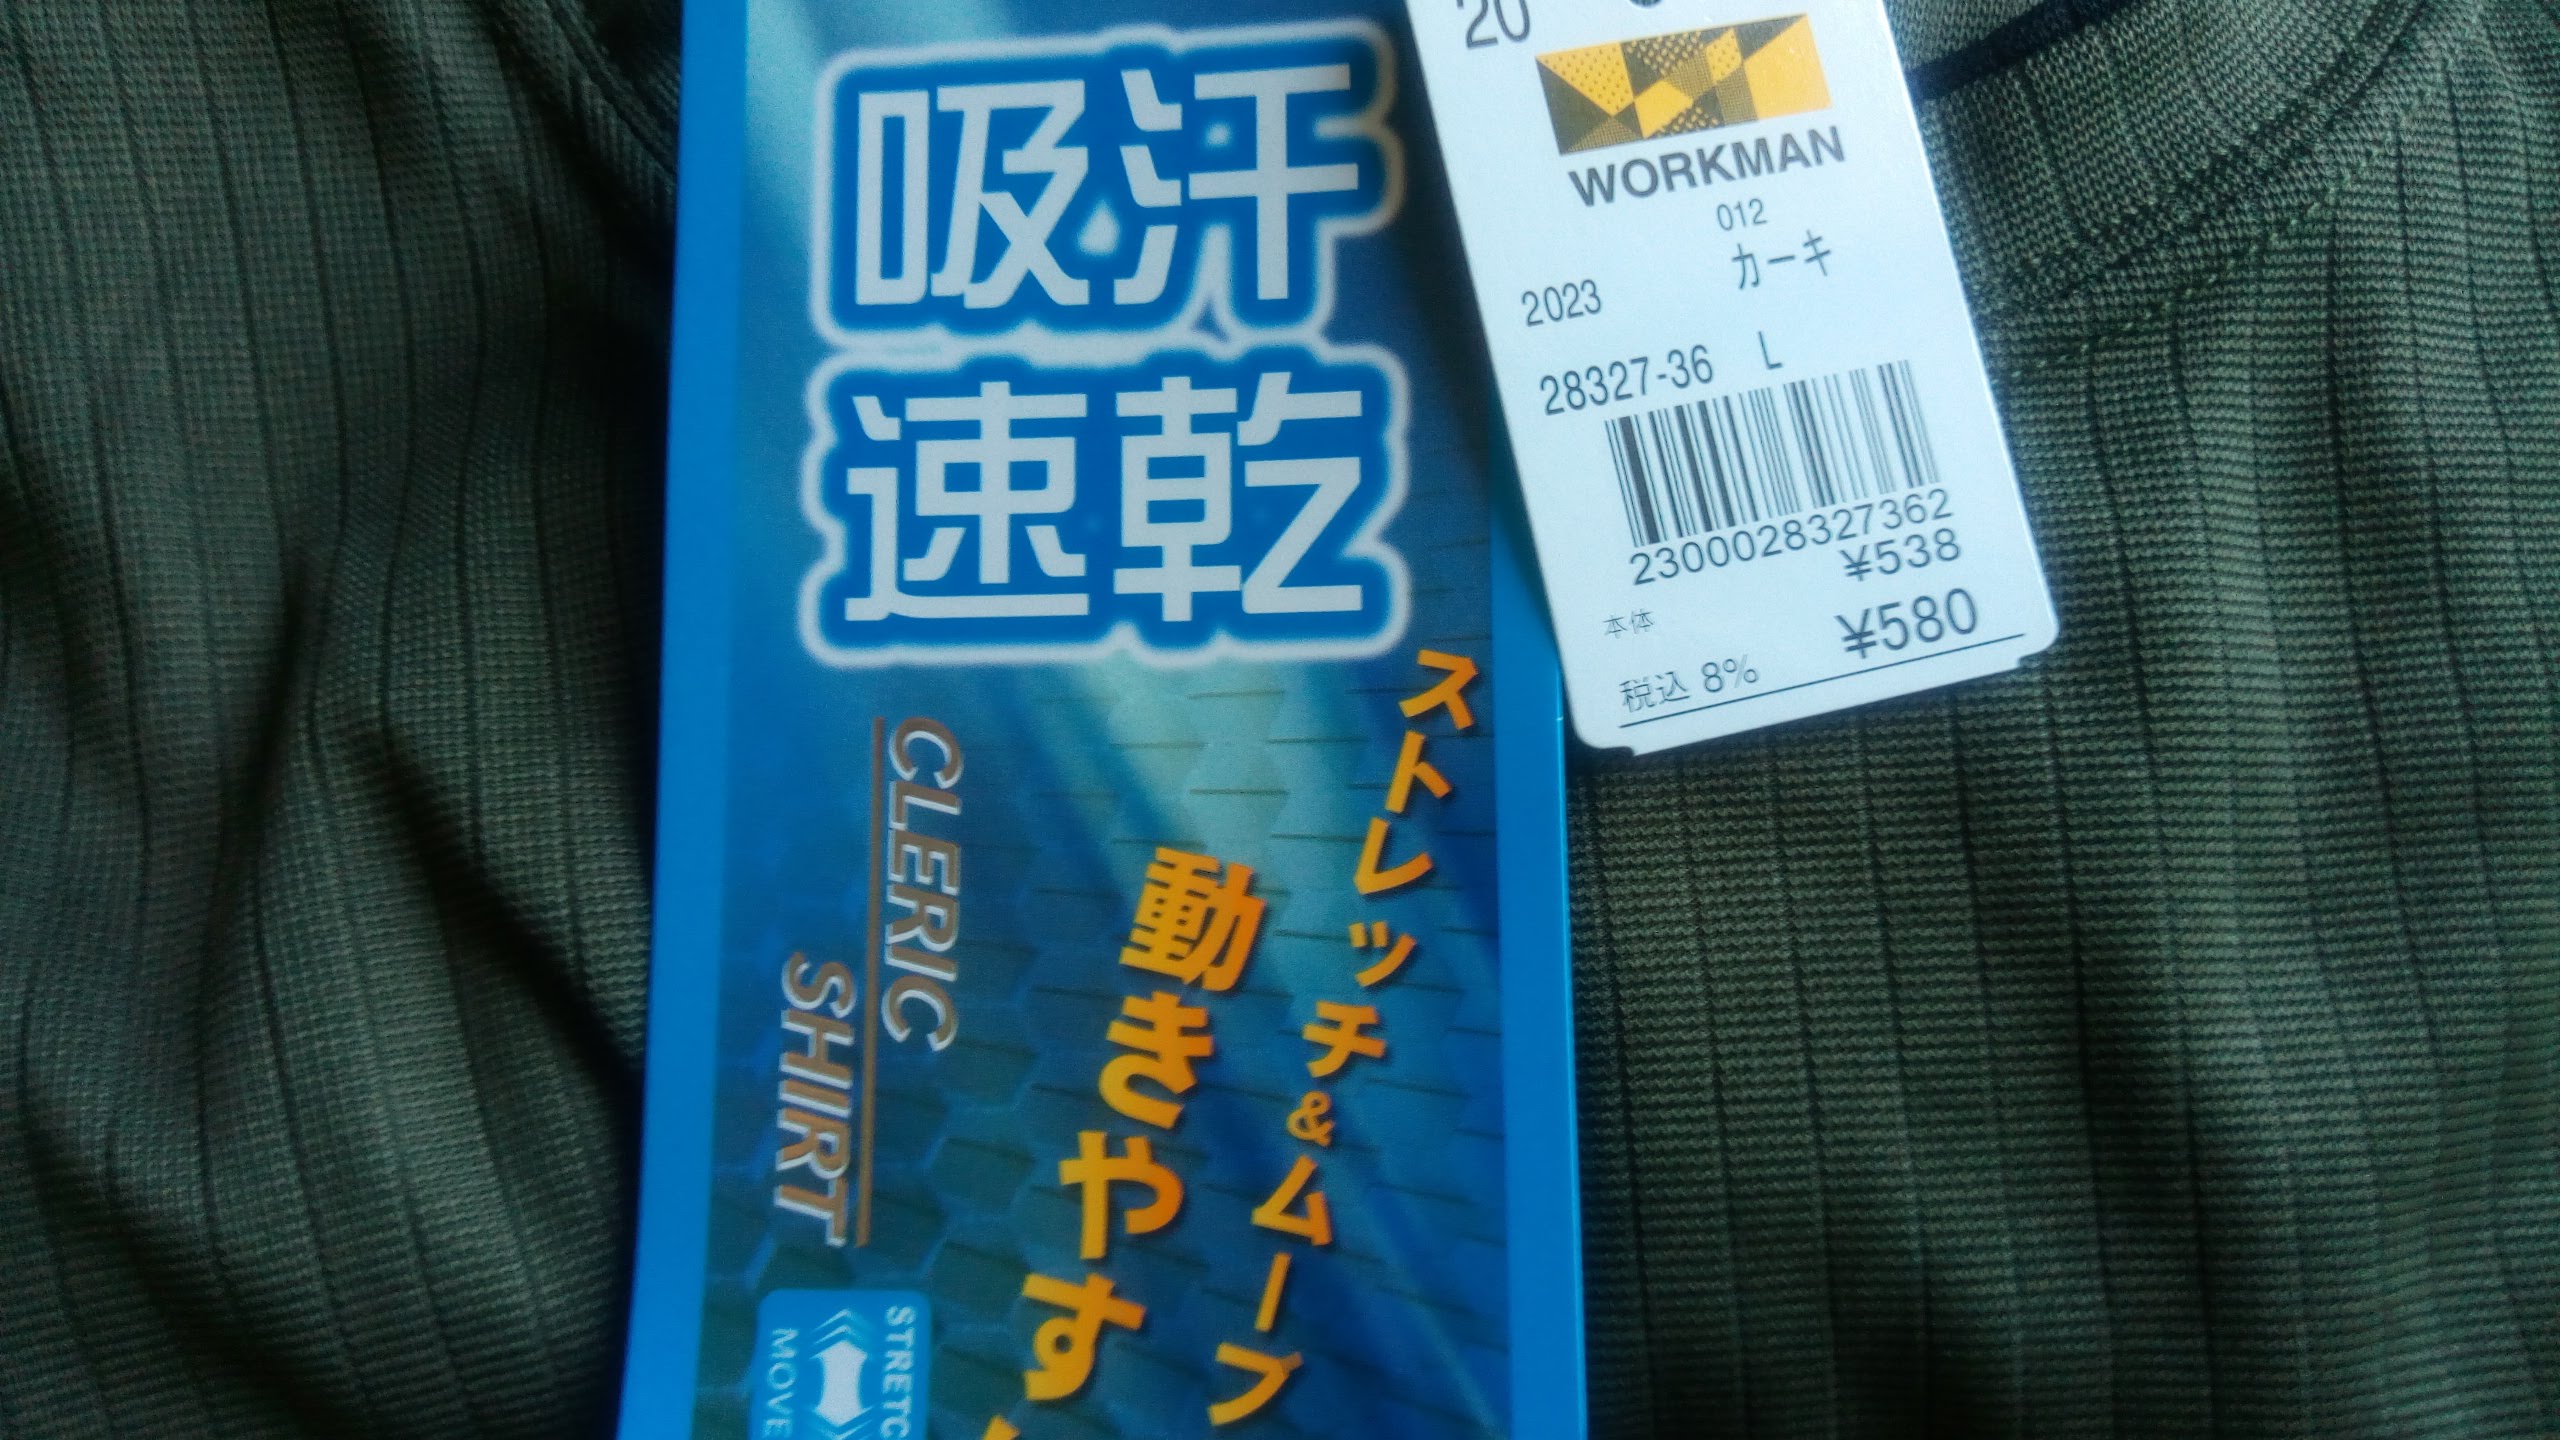 吸汗
速乾
ストレッチ&ムーブ
動きやす
CLERIC
SHIRT
STRETC
MOVE
20
WORKMAN
012
カーキ
2023
28327-36 L
2300028327362
¥538
本体
¥580
税込 8%